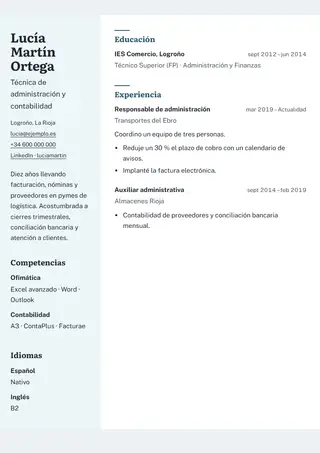 Lucía
Martín
Ortega
Técnica de
administración y
contabilidad
Logroño, La Rioja
lucia@ejemplo.es
+34 600 000 000
LinkedIn · luciamartin
Diez años llevando
facturación, nóminas y
proveedores en pymes de
logística. Acostumbrada a
cierres trimestrales,
conciliación bancaria y
atención a clientes.
Competencias
Ofimática
Excel avanzado · Word ·
Outlook
Contabilidad
A3 · ContaPlus · Facturae
Idiomas
Español
Nativo
Inglés
B2
Educación
IES Comercio, Logroño sept 2012 – jun 2014
Técnico Superior (FP) · Administración y Finanzas
Experiencia
Responsable de administración mar 2019 – Actualidad
Transportes del Ebro
Coordino un equipo de tres personas.
• Reduje un 30 % el plazo de cobro con un calendario de
avisos.
• Implanté la factura electrónica.
Auxiliar administrativa sept 2014 – feb 2019
Almacenes Rioja
• Contabilidad de proveedores y conciliación bancaria
mensual.